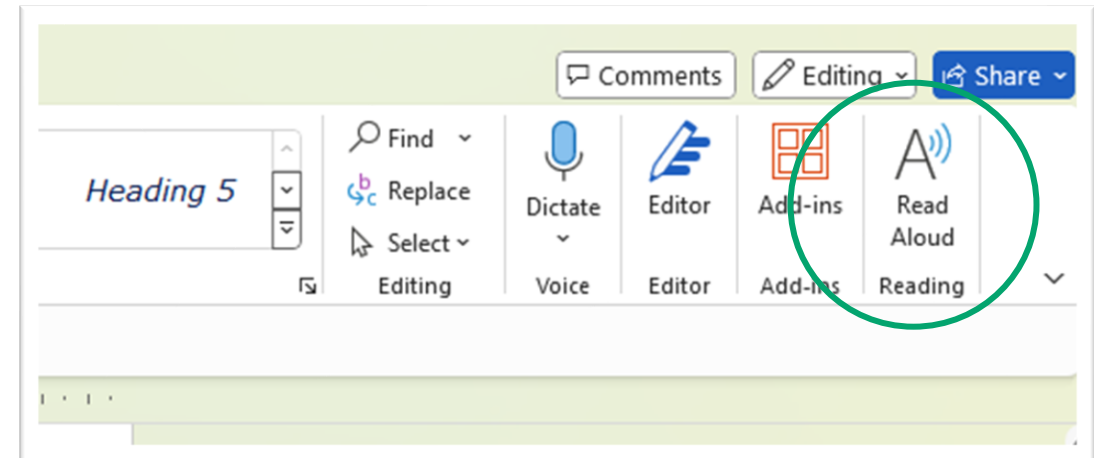 Comments Editing Share
Heading 5
Find
Replace
Select
Editing
Dictate
Voice
Editor
Editor
Add-ins
Add-ins
Read
Aloud
Reading